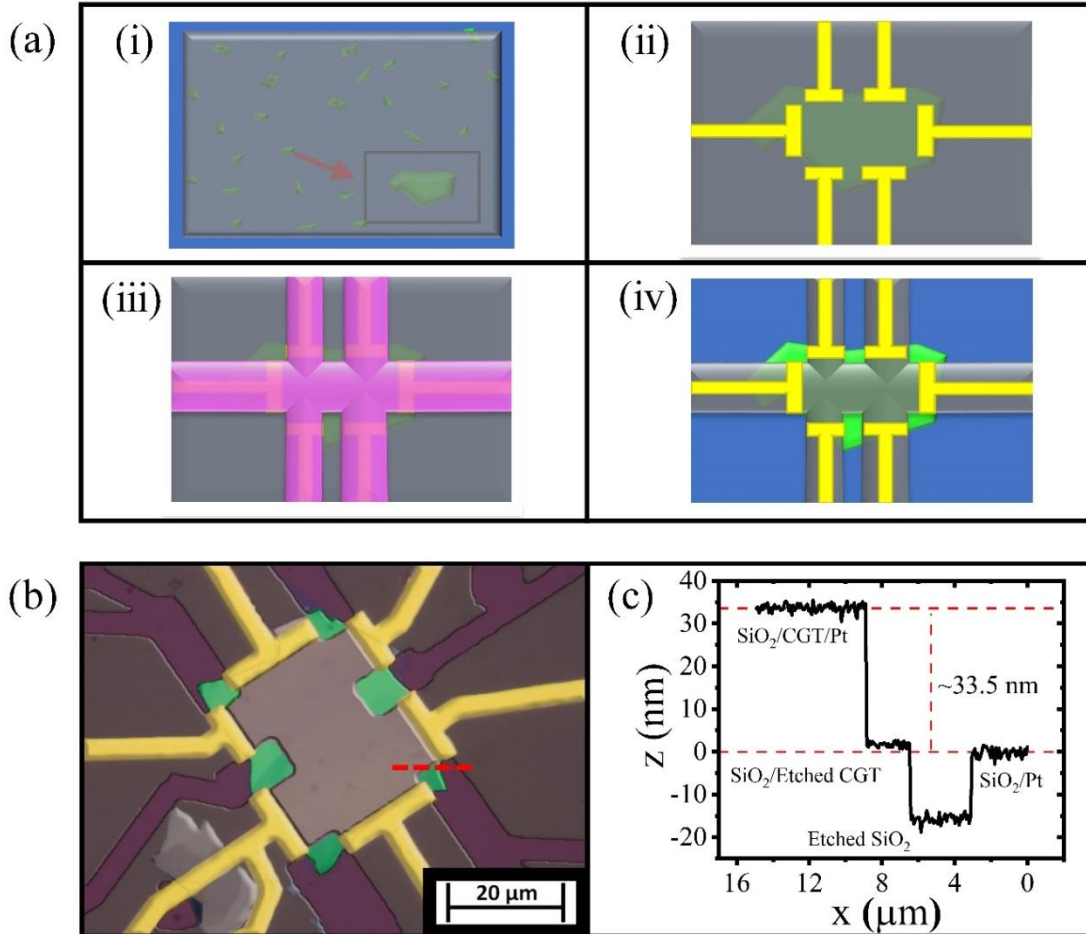 (a)
(i)
(ii)
(iii)
(iv)
(b)
20 µm
(c)
z (nm)
40
30
20
10
0
-10
-20
SiO₂/CGT/Pt
~33.5 nm
SiO₂/Etched CGT
SiO₂/Pt
Etched SiO₂
16 12 8 4 0
x (µm)